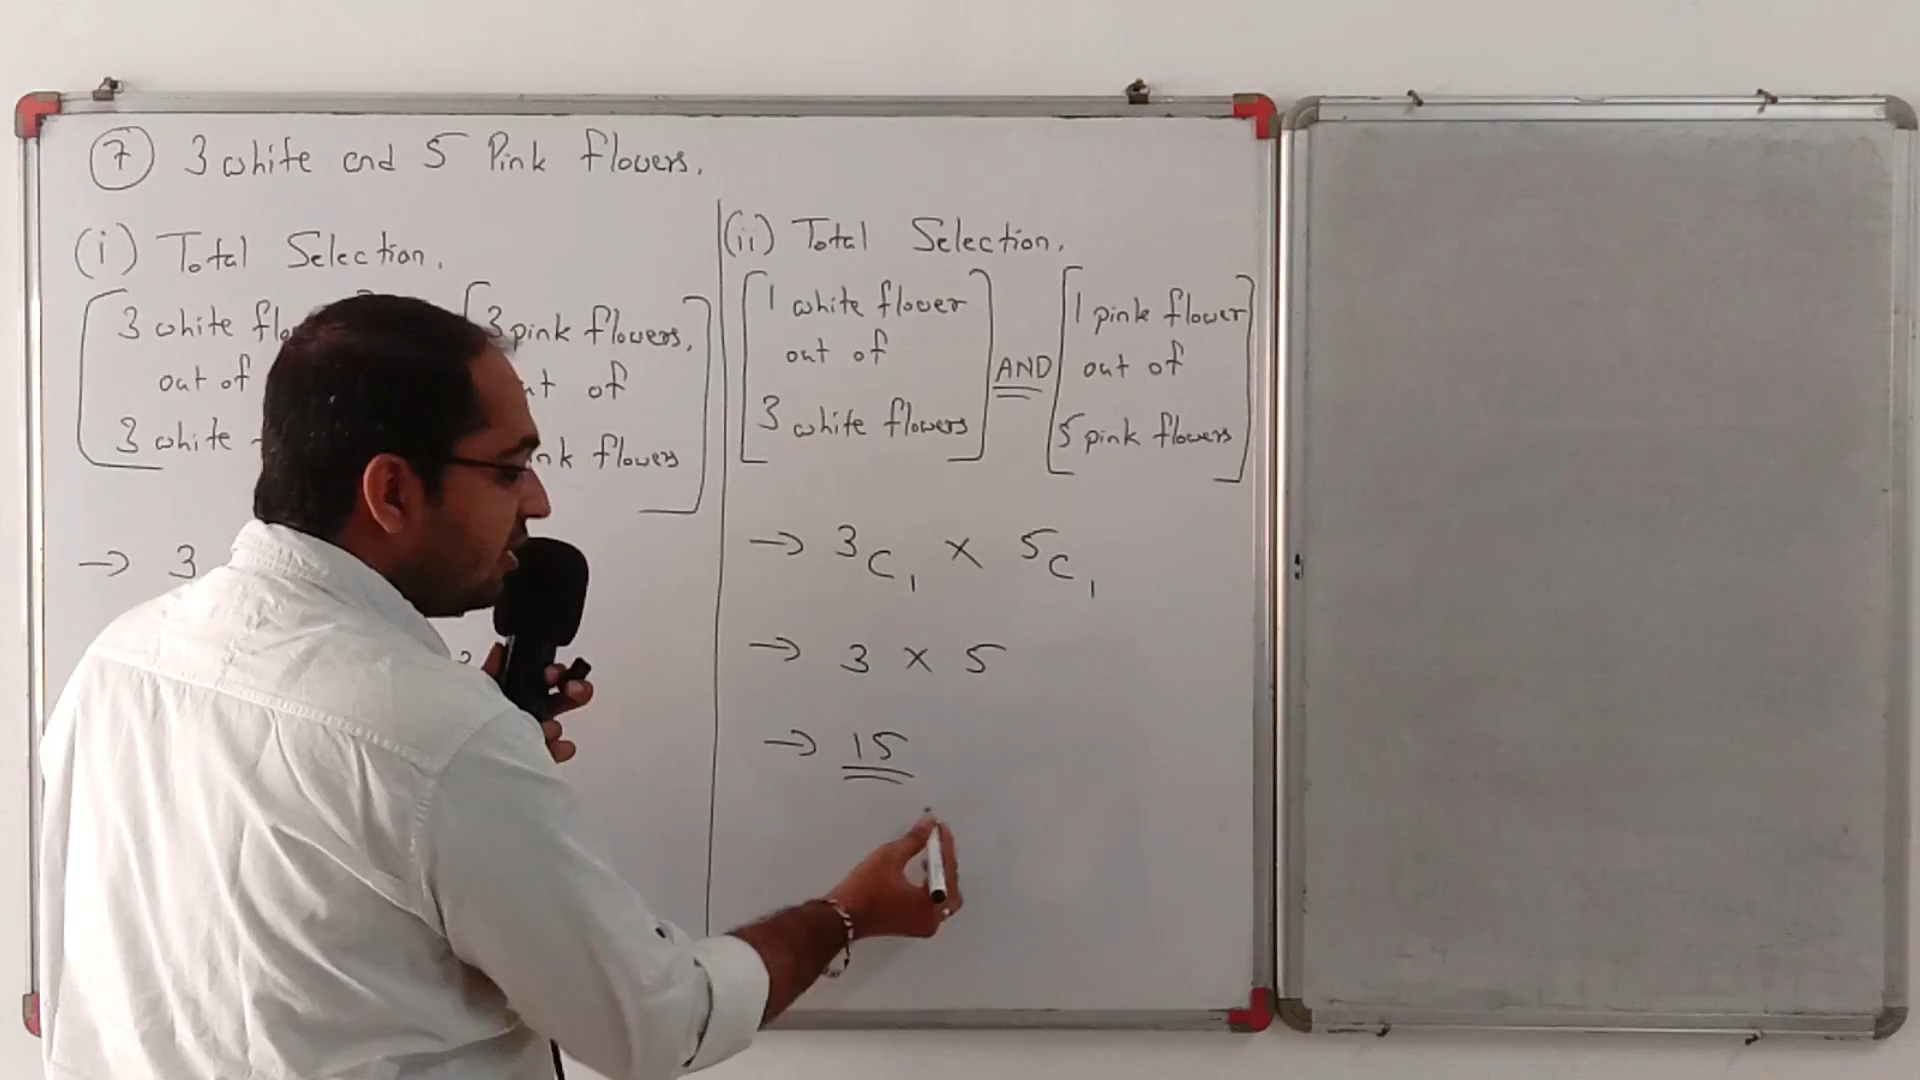 ⑦ 3 white and 5 Pink flowers.
(i) Total Selection.
3 white
out of
3 white
3 pink flowers,
of
flowers
→ 3
(ii) Total Selection.
1 white flower
out of
3 white flowers
AND
1 pink flower
out of
5 pink flowers
→ 3C1 × 5C1
→ 3 × 5
→ 15